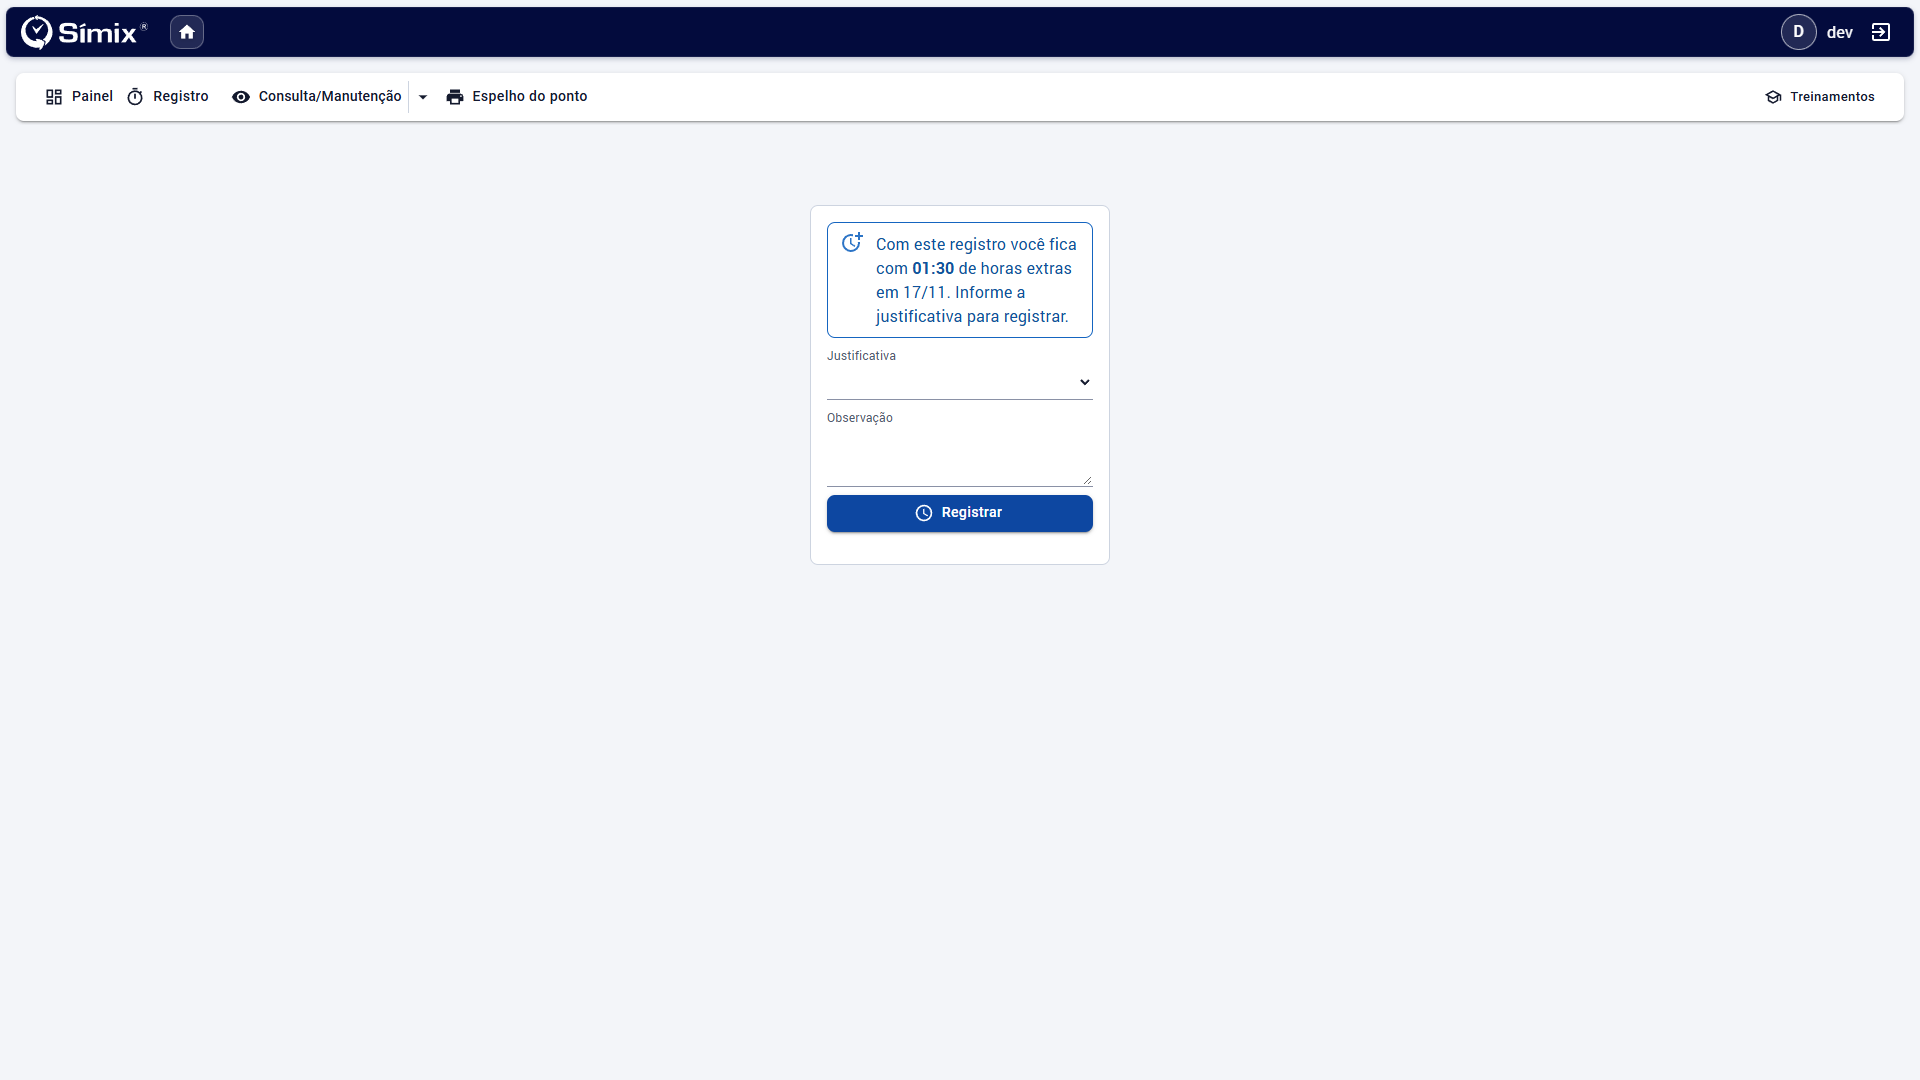 Símix®
D dev
Painel Registro Consulta/Manutenção Espelho do ponto Treinamentos
Com este registro você fica
com 01:30 de horas extras
em 17/11. Informe a
justificativa para registrar.
Justificativa
Observação
Registrar